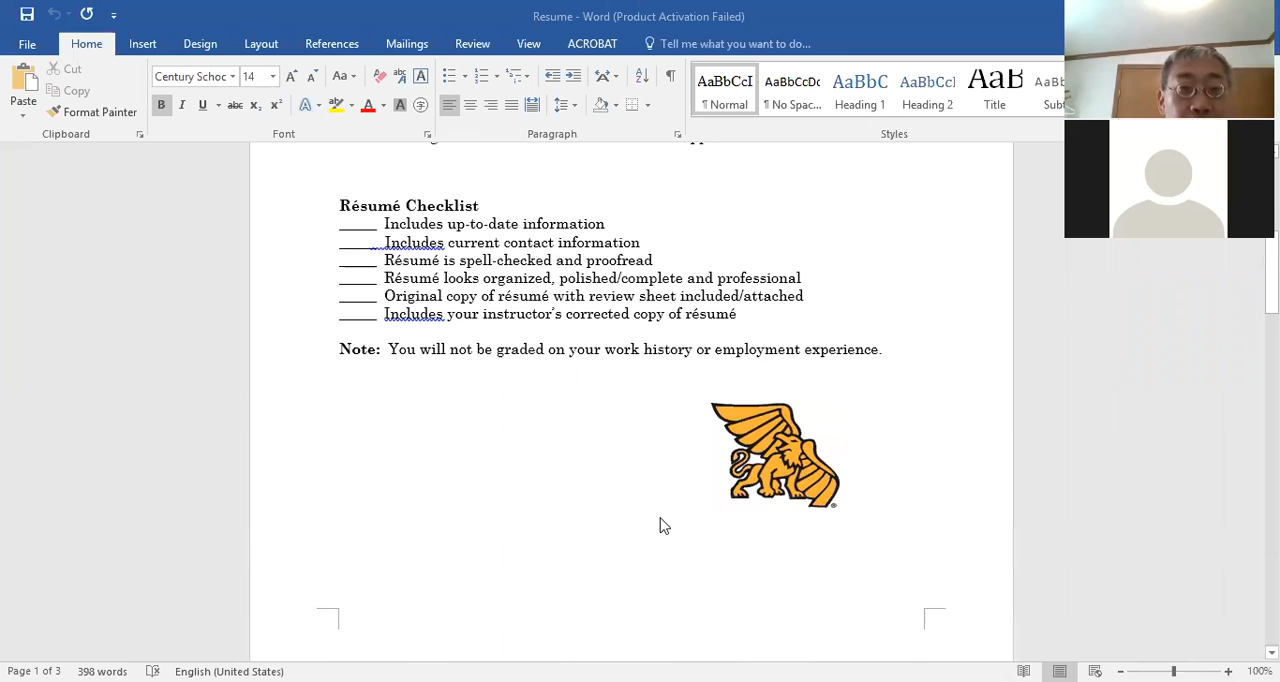 Resume - Word (Product Activation Failed)
File Home Insert Design Layout References Mailings Review View ACROBAT Tell me what you want to do...
Cut
Copy
Paste
Format Painter
Century Schoc 14
Aa
B I U abc X₂ X² A A A
AaBbCcI AaBbCcDc AaBbC AaBbCcI AaB AaBb
¶ Normal ¶ No Spac... Heading 1 Heading 2 Title Subt
Clipboard Font Paragraph Styles
Résumé Checklist
_____ Includes up-to-date information
_____ Includes current contact information
_____ Résumé is spell-checked and proofread
_____ Résumé looks organized, polished/complete and professional
_____ Original copy of résumé with review sheet included/attached
_____ Includes your instructor's corrected copy of résumé
Note: You will not be graded on your work history or employment experience.
®
Page 1 of 3 398 words English (United States) 100%